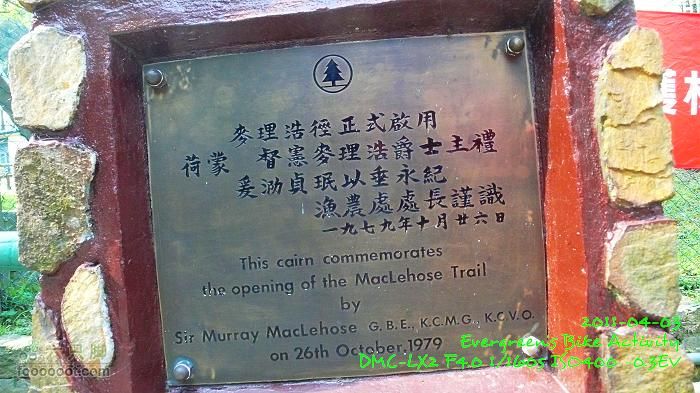 麥理浩徑正式啟用
荷蒙 督憲麥理浩爵士主禮
爰泐貞珉以垂永紀
漁農處處長謹識
一九七九年十月廿六日
This cairn commemorates
the opening of the MacLehose Trail
by
Sir Murray MacLehose G.B.E., K.C.M.G., K.C.V.O.
on 26th October, 1979
2011-04-03
Evergreen's Bike Activity
DMC-LX2 F4.0 1/160s ISO400 -0.3EV
foooooot.com